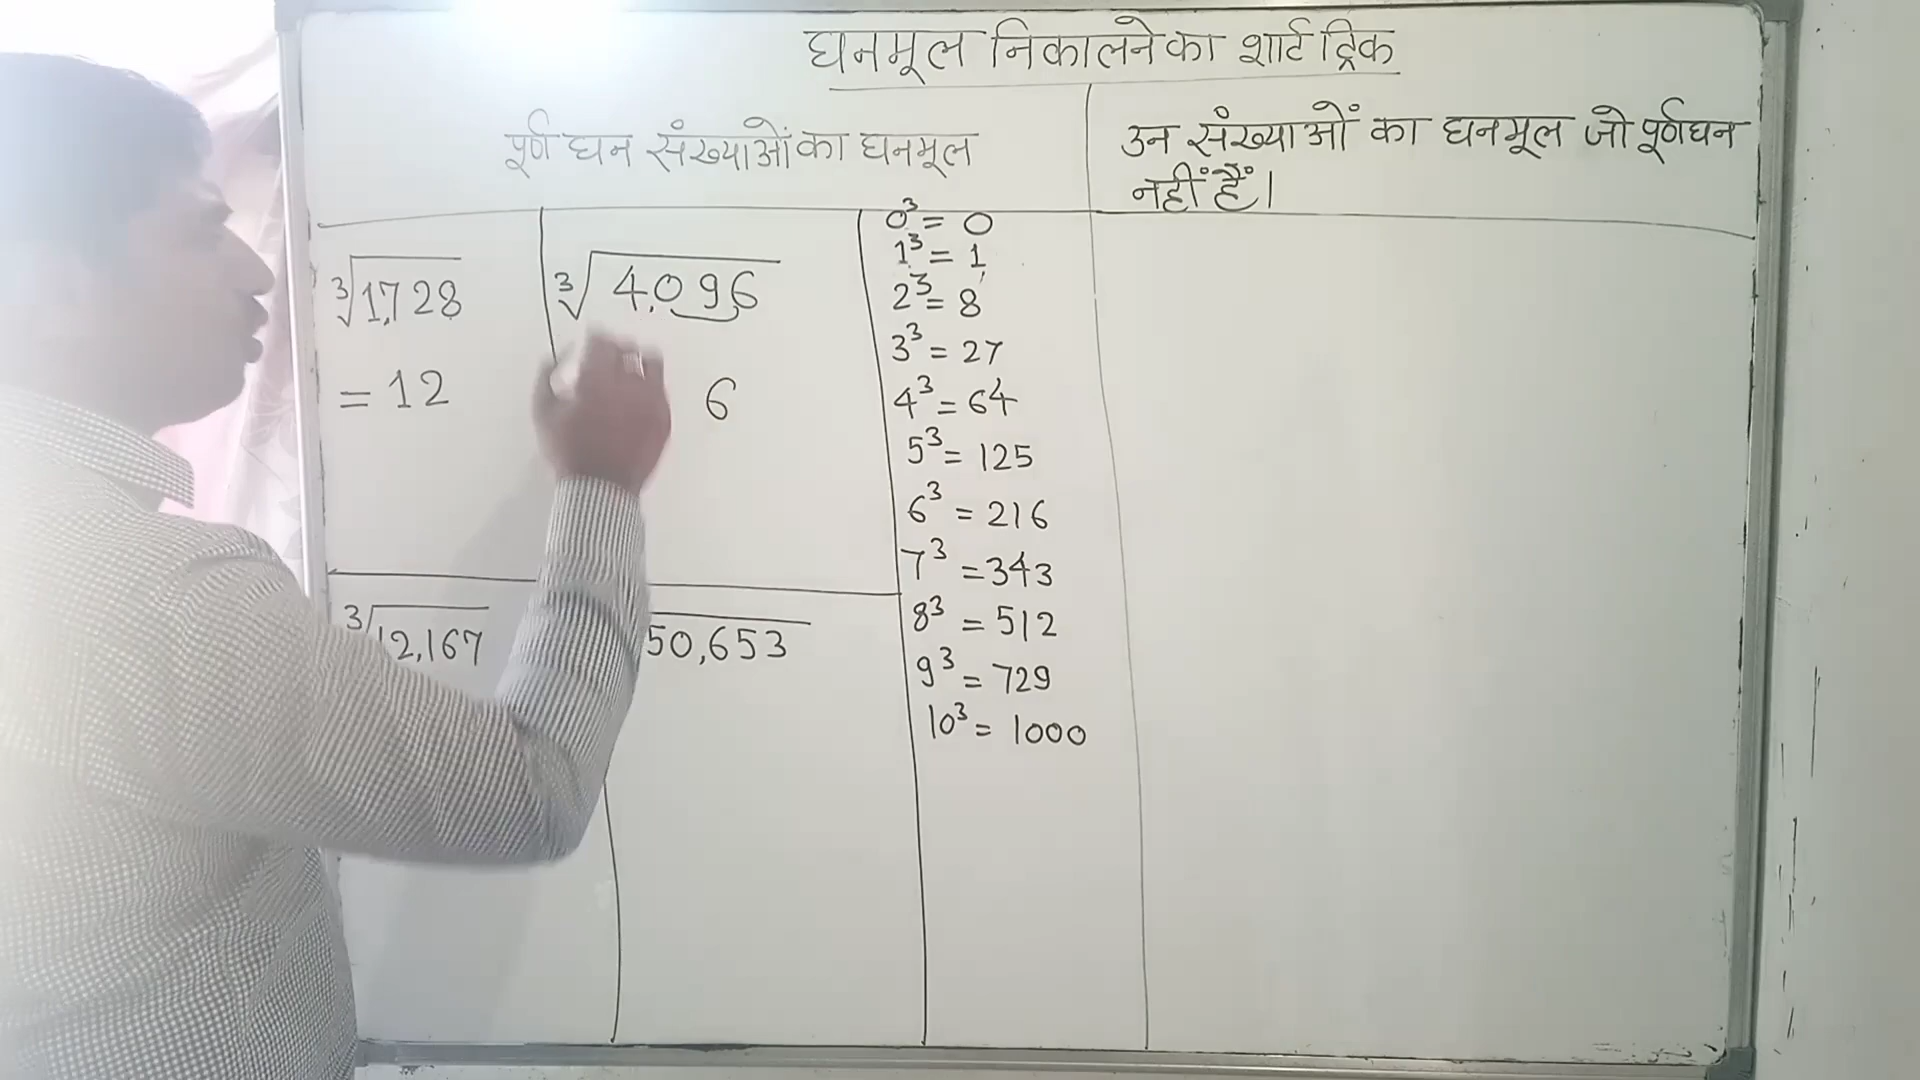 घनमूल निकालने का शार्ट ट्रिक
पूर्ण घन संख्याओं का घनमूल
उन संख्याओं का घनमूल जो पूर्णघन
नहीं हैं।
∛1,728
= 12
∛4,096
6
∛12,167
50,653
0³ = 0
1³ = 1
2³ = 8
3³ = 27
4³ = 64
5³ = 125
6³ = 216
7³ = 343
8³ = 512
9³ = 729
10³ = 1000